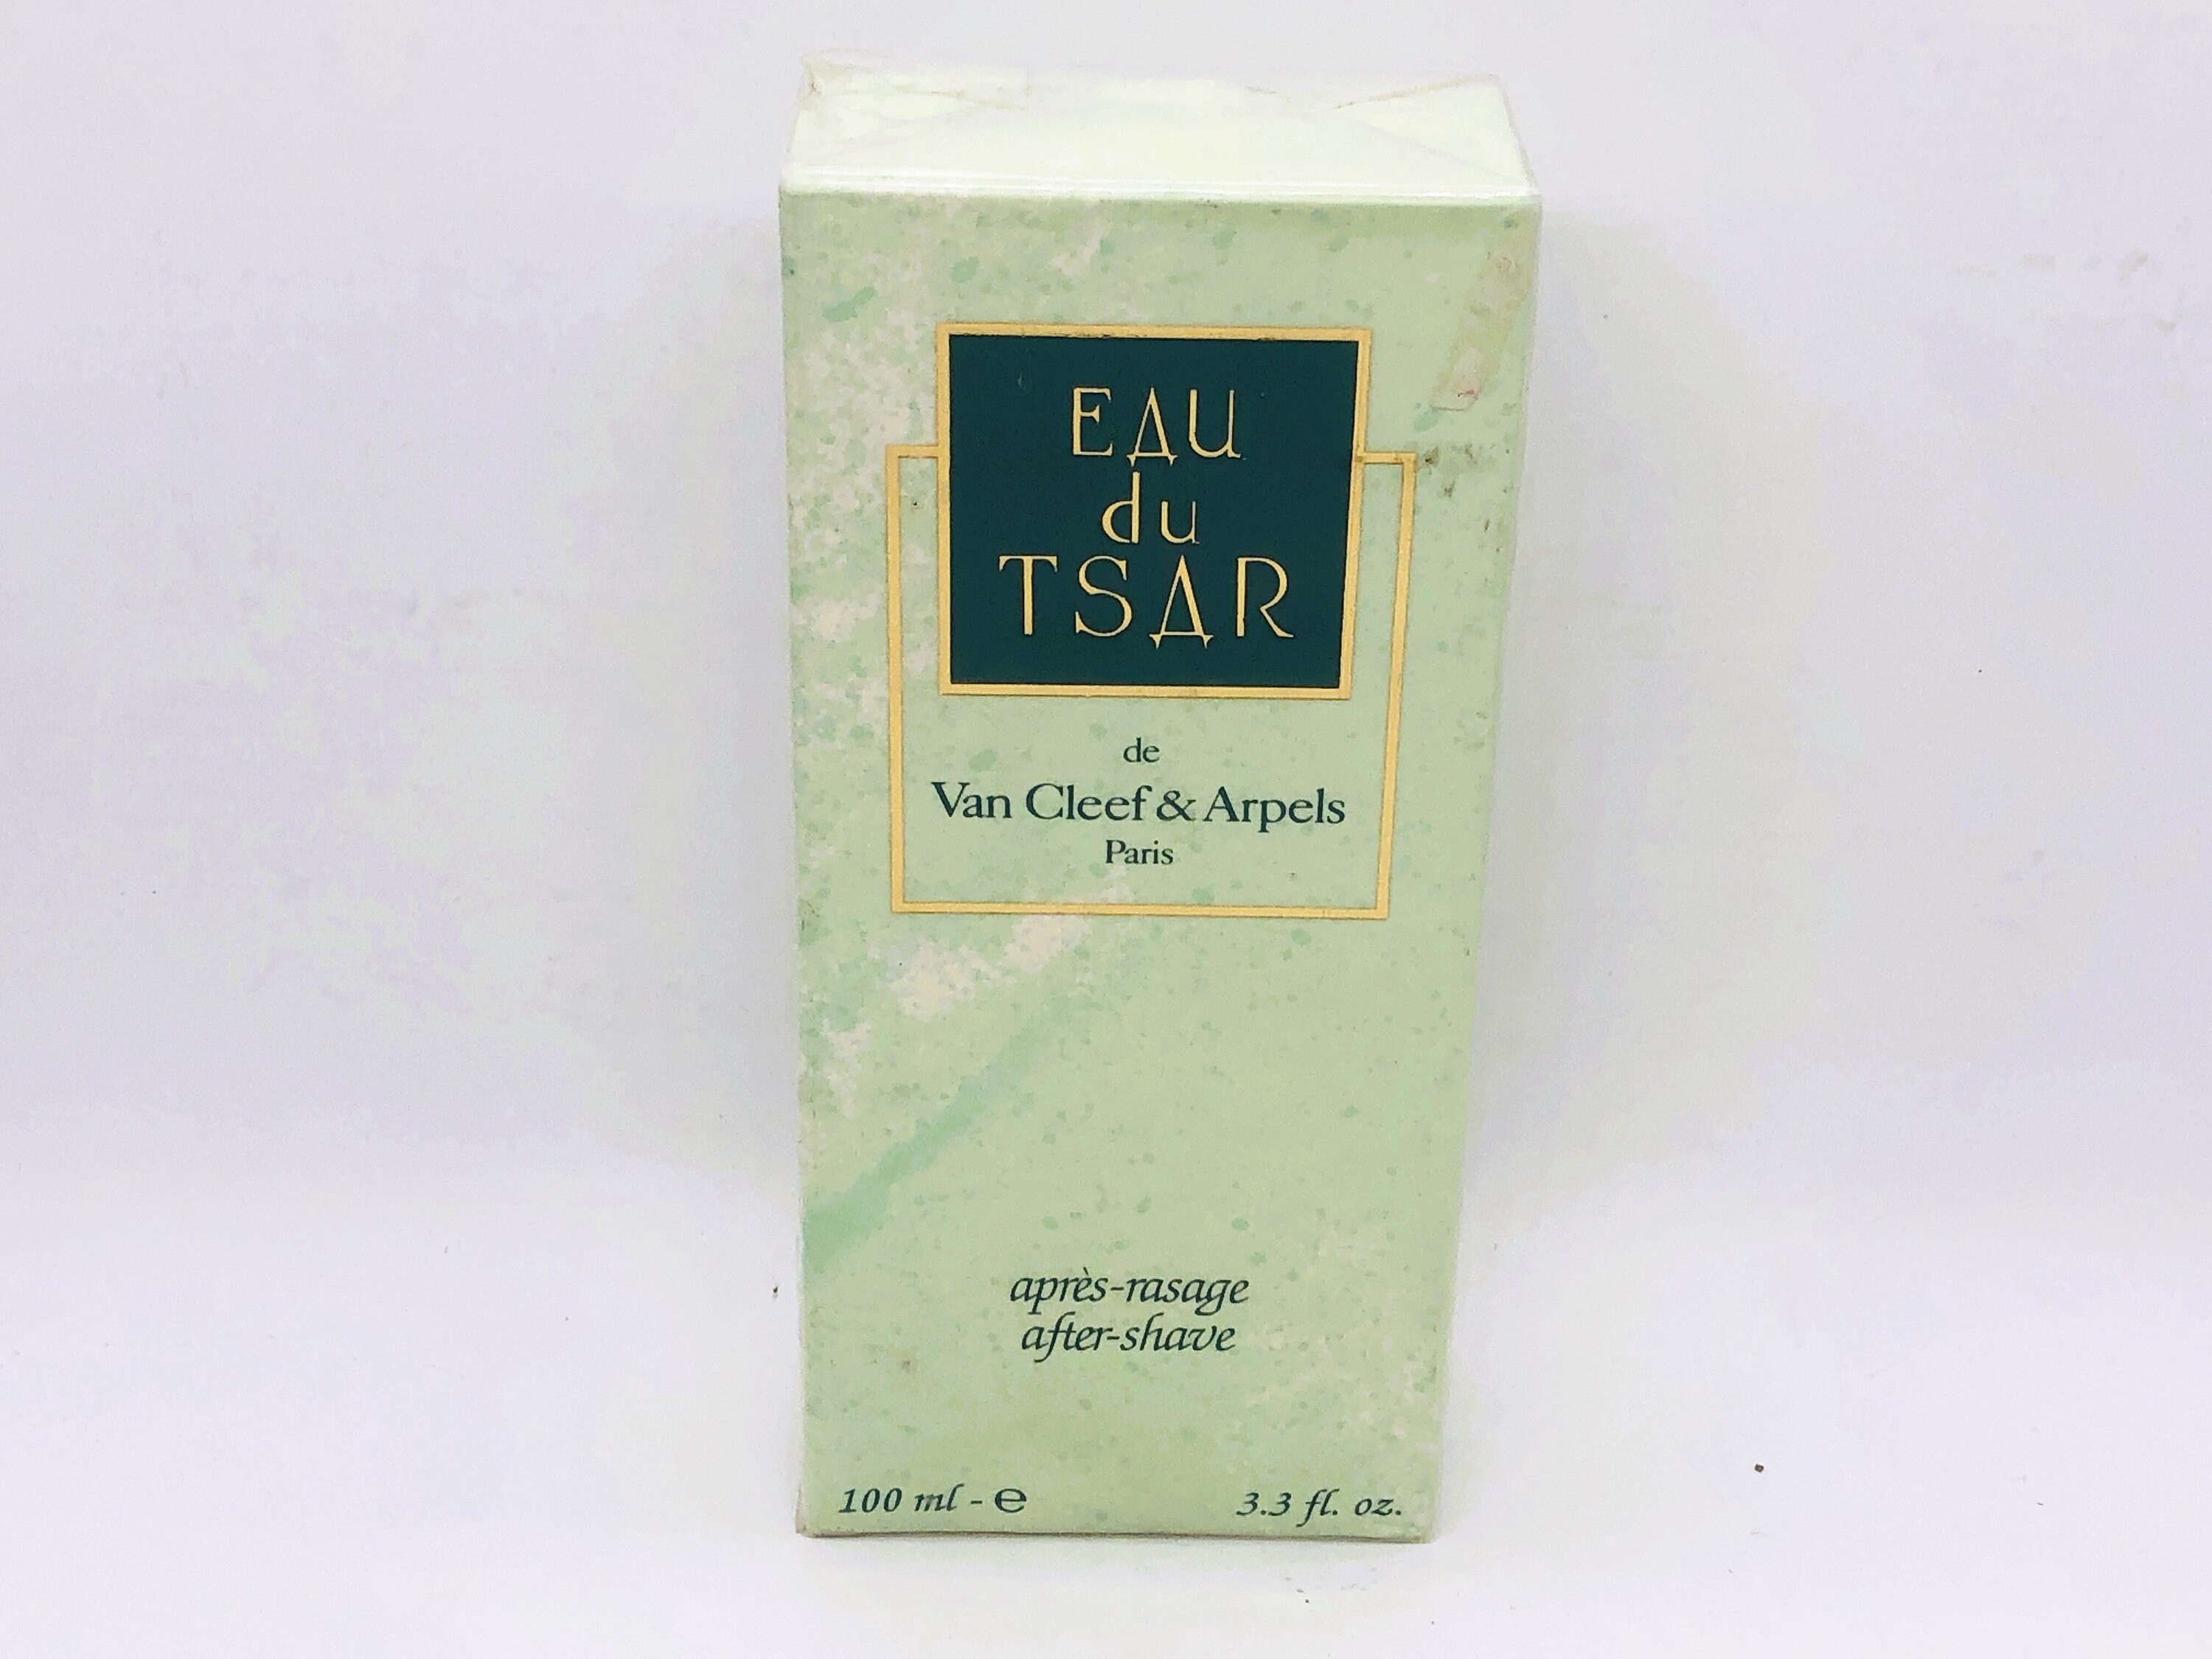 EAU
du
TSAR
de
Van Cleef & Arpels
Paris
après-rasage
after-shave
100 ml - e 3.3 fl. oz.